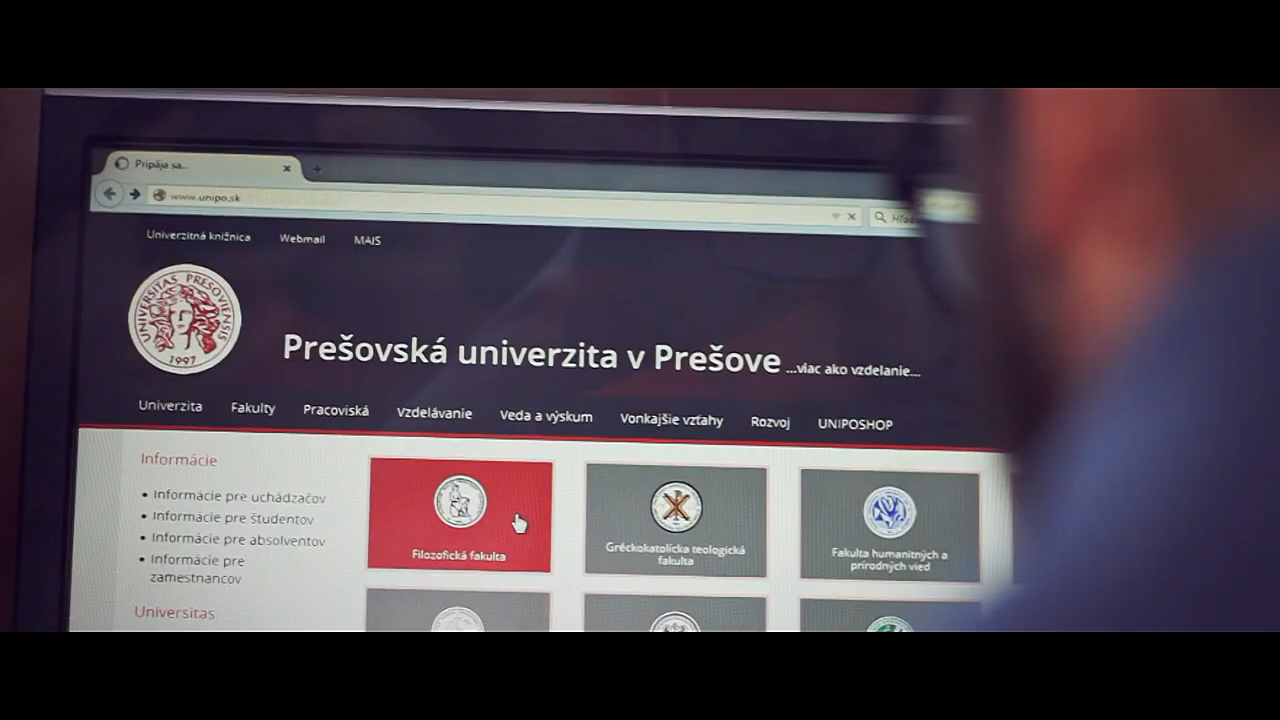 Pripája sa...
www.unipo.sk
Univerzitná knižnica Webmail MAIS
UNIVERSITAS PRESOVIENSIS
1997
Prešovská univerzita v Prešove ...viac ako vzdelanie...
Univerzita Fakulty Pracoviská Vzdelávanie Veda a výskum Vonkajšie vzťahy Rozvoj UNIPOSHOP
Informácie
Informácie pre uchádzačov
Informácie pre študentov
Informácie pre absolventov
Informácie pre
zamestnancov
Universitas
Filozofická fakulta
Gréckokatolícka teologická
fakulta
Fakulta humanitných a
prírodných vied